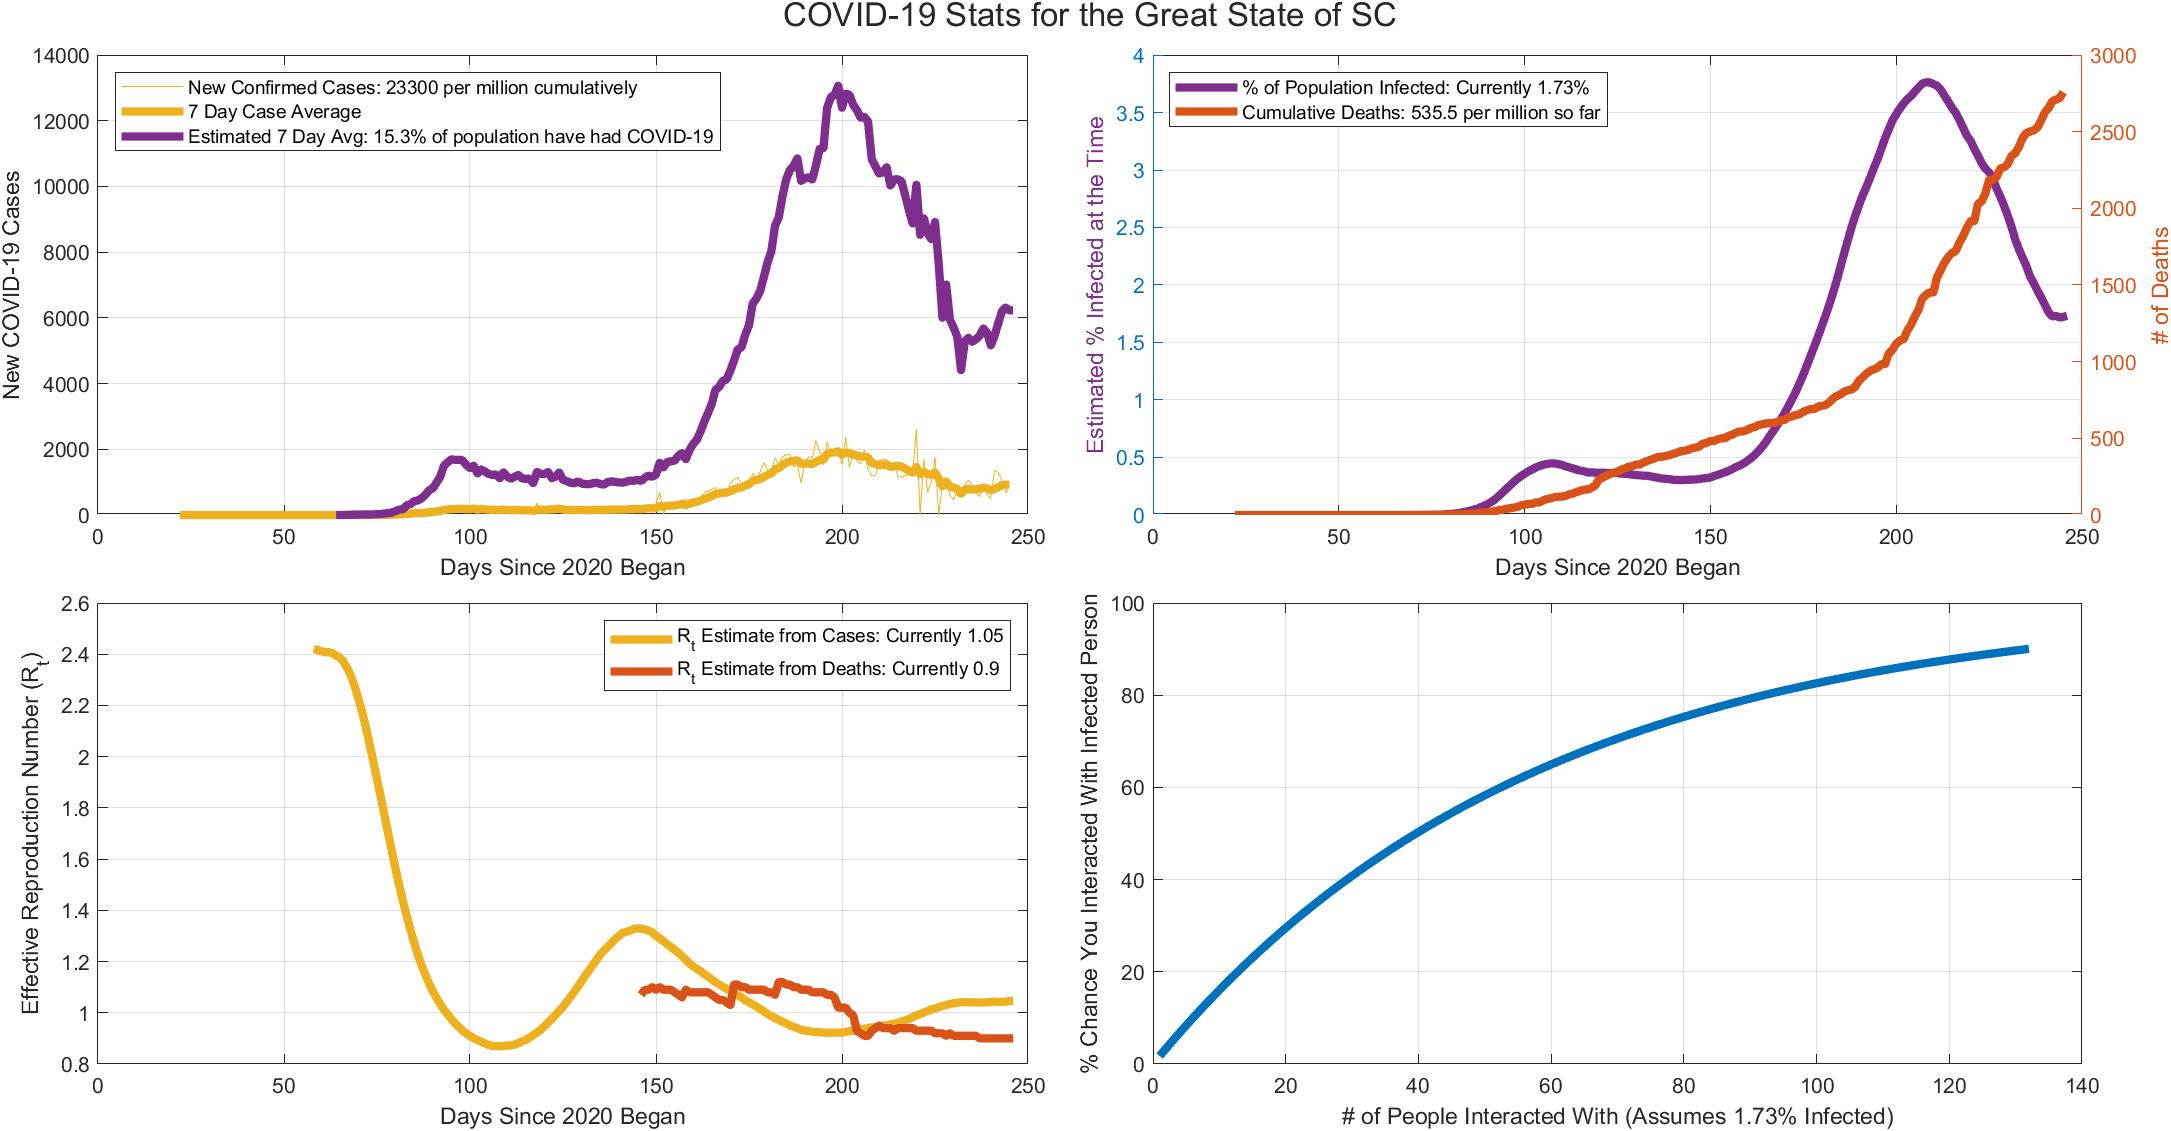 COVID-19 Stats for the Great State of SC
New COVID-19 Cases
14000
12000
10000
8000
6000
4000
2000
0
New Confirmed Cases: 23300 per million cumulatively
7 Day Case Average
Estimated 7 Day Avg: 15.3% of population have had COVID-19
0 50 100 150 200 250
Days Since 2020 Began
Estimated % Infected at the Time
4
3.5
3
2.5
2
1.5
1
0.5
0
% of Population Infected: Currently 1.73%
Cumulative Deaths: 535.5 per million so far
3000
2500
2000
1500
1000
500
0
# of Deaths
0 50 100 150 200 250
Days Since 2020 Began
Effective Reproduction Number (Rt)
2.6
2.4
2.2
2
1.8
1.6
1.4
1.2
1
0.8
Rt Estimate from Cases: Currently 1.05
Rt Estimate from Deaths: Currently 0.9
0 50 100 150 200 250
Days Since 2020 Began
% Chance You Interacted With Infected Person
100
80
60
40
20
0
0 20 40 60 80 100 120 140
# of People Interacted With (Assumes 1.73% Infected)